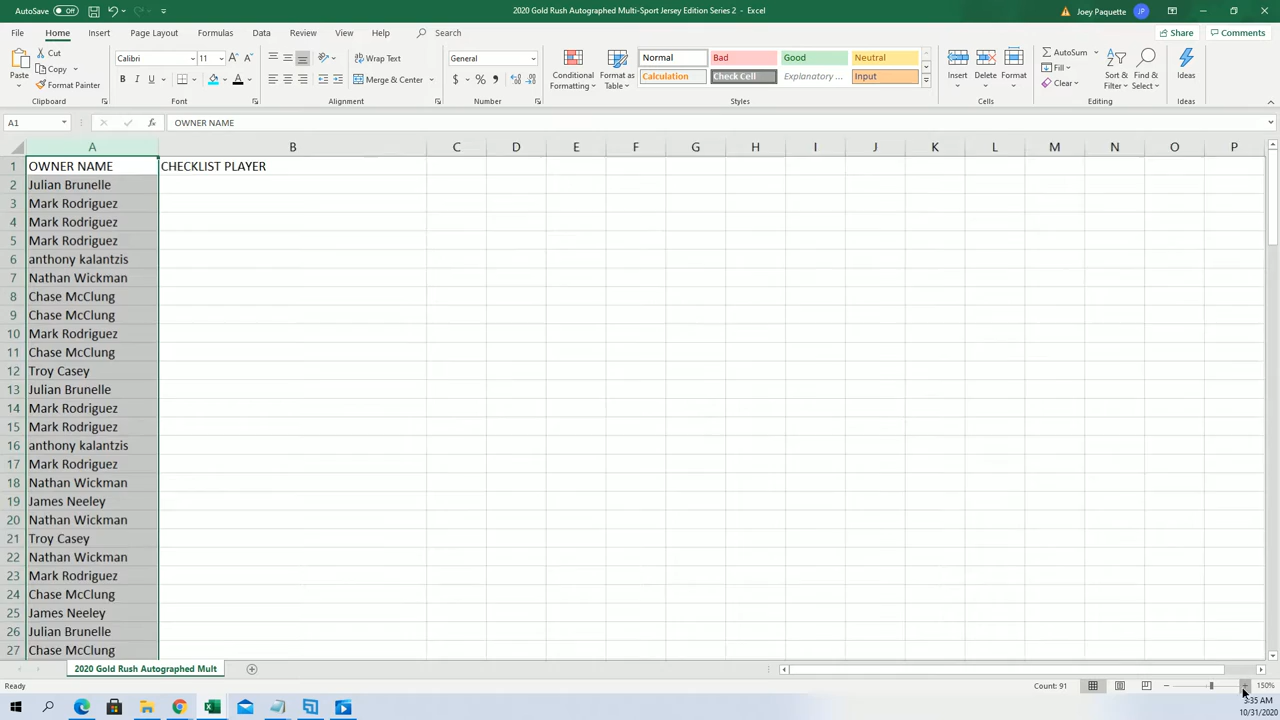 AutoSave Off 2020 Gold Rush Autographed Multi-Sport Jersey Edition Series 2 - Excel Joey Paquette JP
File Home Insert Page Layout Formulas Data Review View Help Search Share Comments
Paste Cut Copy Format Painter Clipboard
Calibri 11 B I U A Font
Wrap Text Merge & Center Alignment
General $ % Number
Conditional Formatting Format as Table
Normal Bad Good Neutral
Calculation Check Cell Explanatory ... Input
Styles
Insert Delete Format Cells
AutoSum Fill Clear Sort & Filter Find & Select Editing
Ideas Ideas
A1 fx OWNER NAME
A B C D E F G H I J K L M N O P
1 OWNER NAME CHECKLIST PLAYER
2 Julian Brunelle
3 Mark Rodriguez
4 Mark Rodriguez
5 Mark Rodriguez
6 anthony kalantzis
7 Nathan Wickman
8 Chase McClung
9 Chase McClung
10 Mark Rodriguez
11 Chase McClung
12 Troy Casey
13 Julian Brunelle
14 Mark Rodriguez
15 Mark Rodriguez
16 anthony kalantzis
17 Mark Rodriguez
18 Nathan Wickman
19 James Neeley
20 Nathan Wickman
21 Troy Casey
22 Nathan Wickman
23 Mark Rodriguez
24 Chase McClung
25 James Neeley
26 Julian Brunelle
27 Chase McClung
2020 Gold Rush Autographed Mult
Ready Count: 91 150%
3:35 AM
10/31/2020